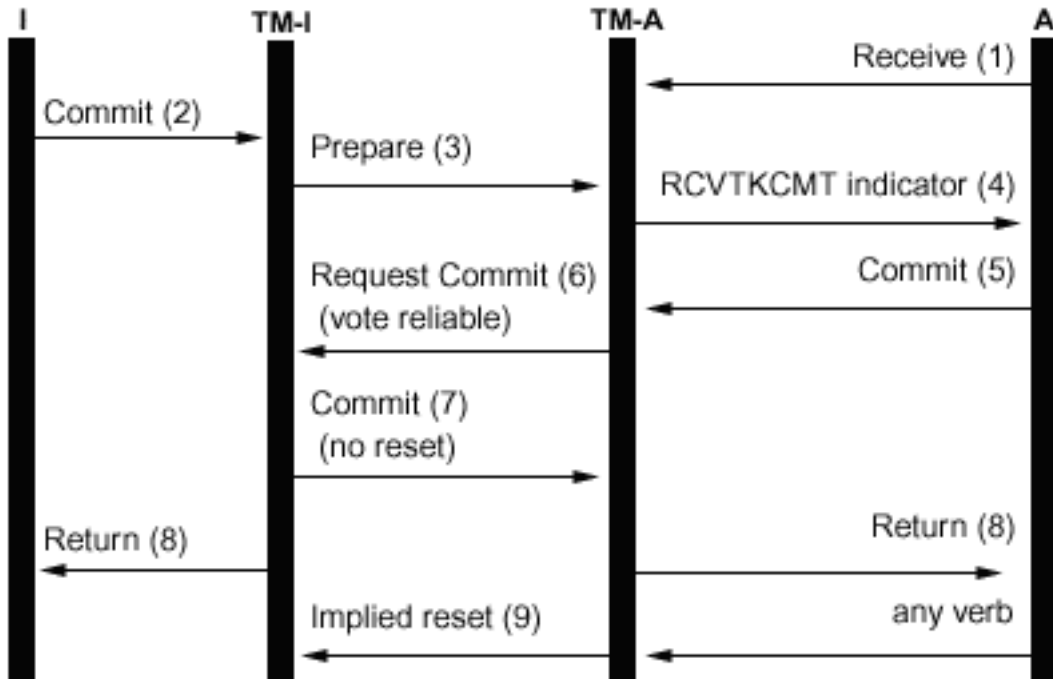 I
TM-I
TM-A
A
Receive (1)
Commit (2)
Prepare (3)
RCVTKCMT indicator (4)
Commit (5)
Request Commit (6)
(vote reliable)
Commit (7)
(no reset)
Return (8)
Return (8)
Implied reset (9)
any verb